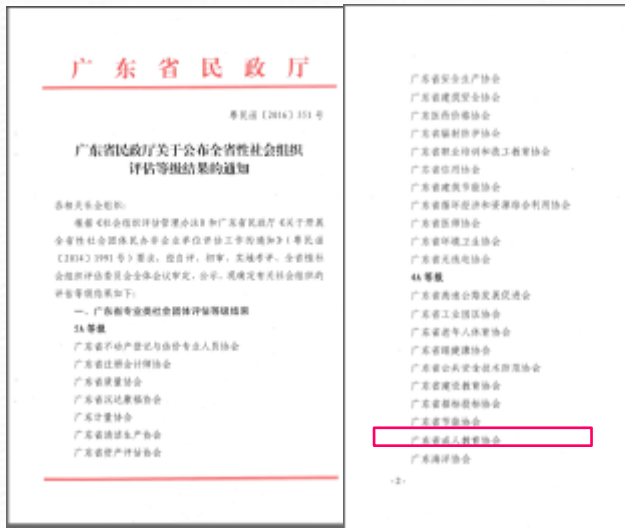 广东省民政厅
粤民函〔2016〕351号
广东省民政厅关于公布全省性社会组织
评估等级结果的通知
各相关社会组织:
根据《社会组织评估管理办法》和广东省民政厅《关于开展
全省性社会团体民办非企业单位评估工作的通知》(粤民函
〔2014〕1991号)要求,经自评、初审、实地考评、全省性社
会组织评估委员会全体会议审定、公示,现确定有关社会组织的
评估等级结果如下:
一、广东省专业类社会团体评估等级结果
5A等级
广东省不动产登记与估价专业人员协会
广东省注册会计师协会
广东省质量协会
广东省汉达康福协会
广东计量协会
广东省清洁生产协会
广东省资产评估协会
广东省安全生产协会
广东省建筑安全协会
广东医药价格协会
广东省辐射防护协会
广东省职业培训和技工教育协会
广东省信用协会
广东省建筑节能协会
广东省循环经济和资源综合利用协会
广东省医师协会
广东省环境卫生协会
广东省无线电协会
4A等级
广东省高速公路发展促进会
广东省工业园区协会
广东省老年人体育协会
广东省健康协会
广东省公共安全技术防范协会
广东省建设教育协会
广东省招标投标协会
广东省节能协会
广东省成人教育协会
广东海洋协会
-2-